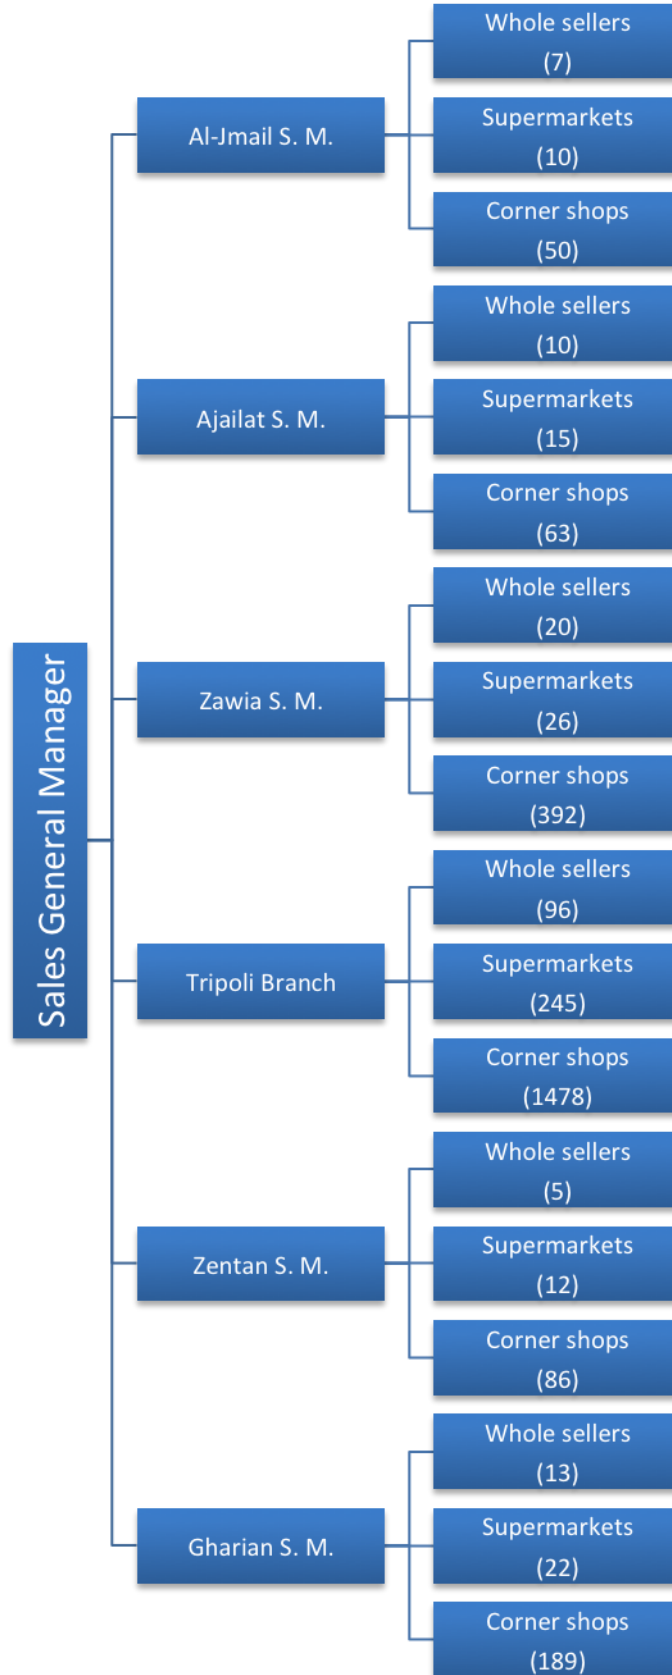 Sales General Manager
Al-Jmail S. M.
Whole sellers
(7)
Supermarkets
(10)
Corner shops
(50)
Ajailat S. M.
Whole sellers
(10)
Supermarkets
(15)
Corner shops
(63)
Zawia S. M.
Whole sellers
(20)
Supermarkets
(26)
Corner shops
(392)
Tripoli Branch
Whole sellers
(96)
Supermarkets
(245)
Corner shops
(1478)
Zentan S. M.
Whole sellers
(5)
Supermarkets
(12)
Corner shops
(86)
Gharian S. M.
Whole sellers
(13)
Supermarkets
(22)
Corner shops
(189)